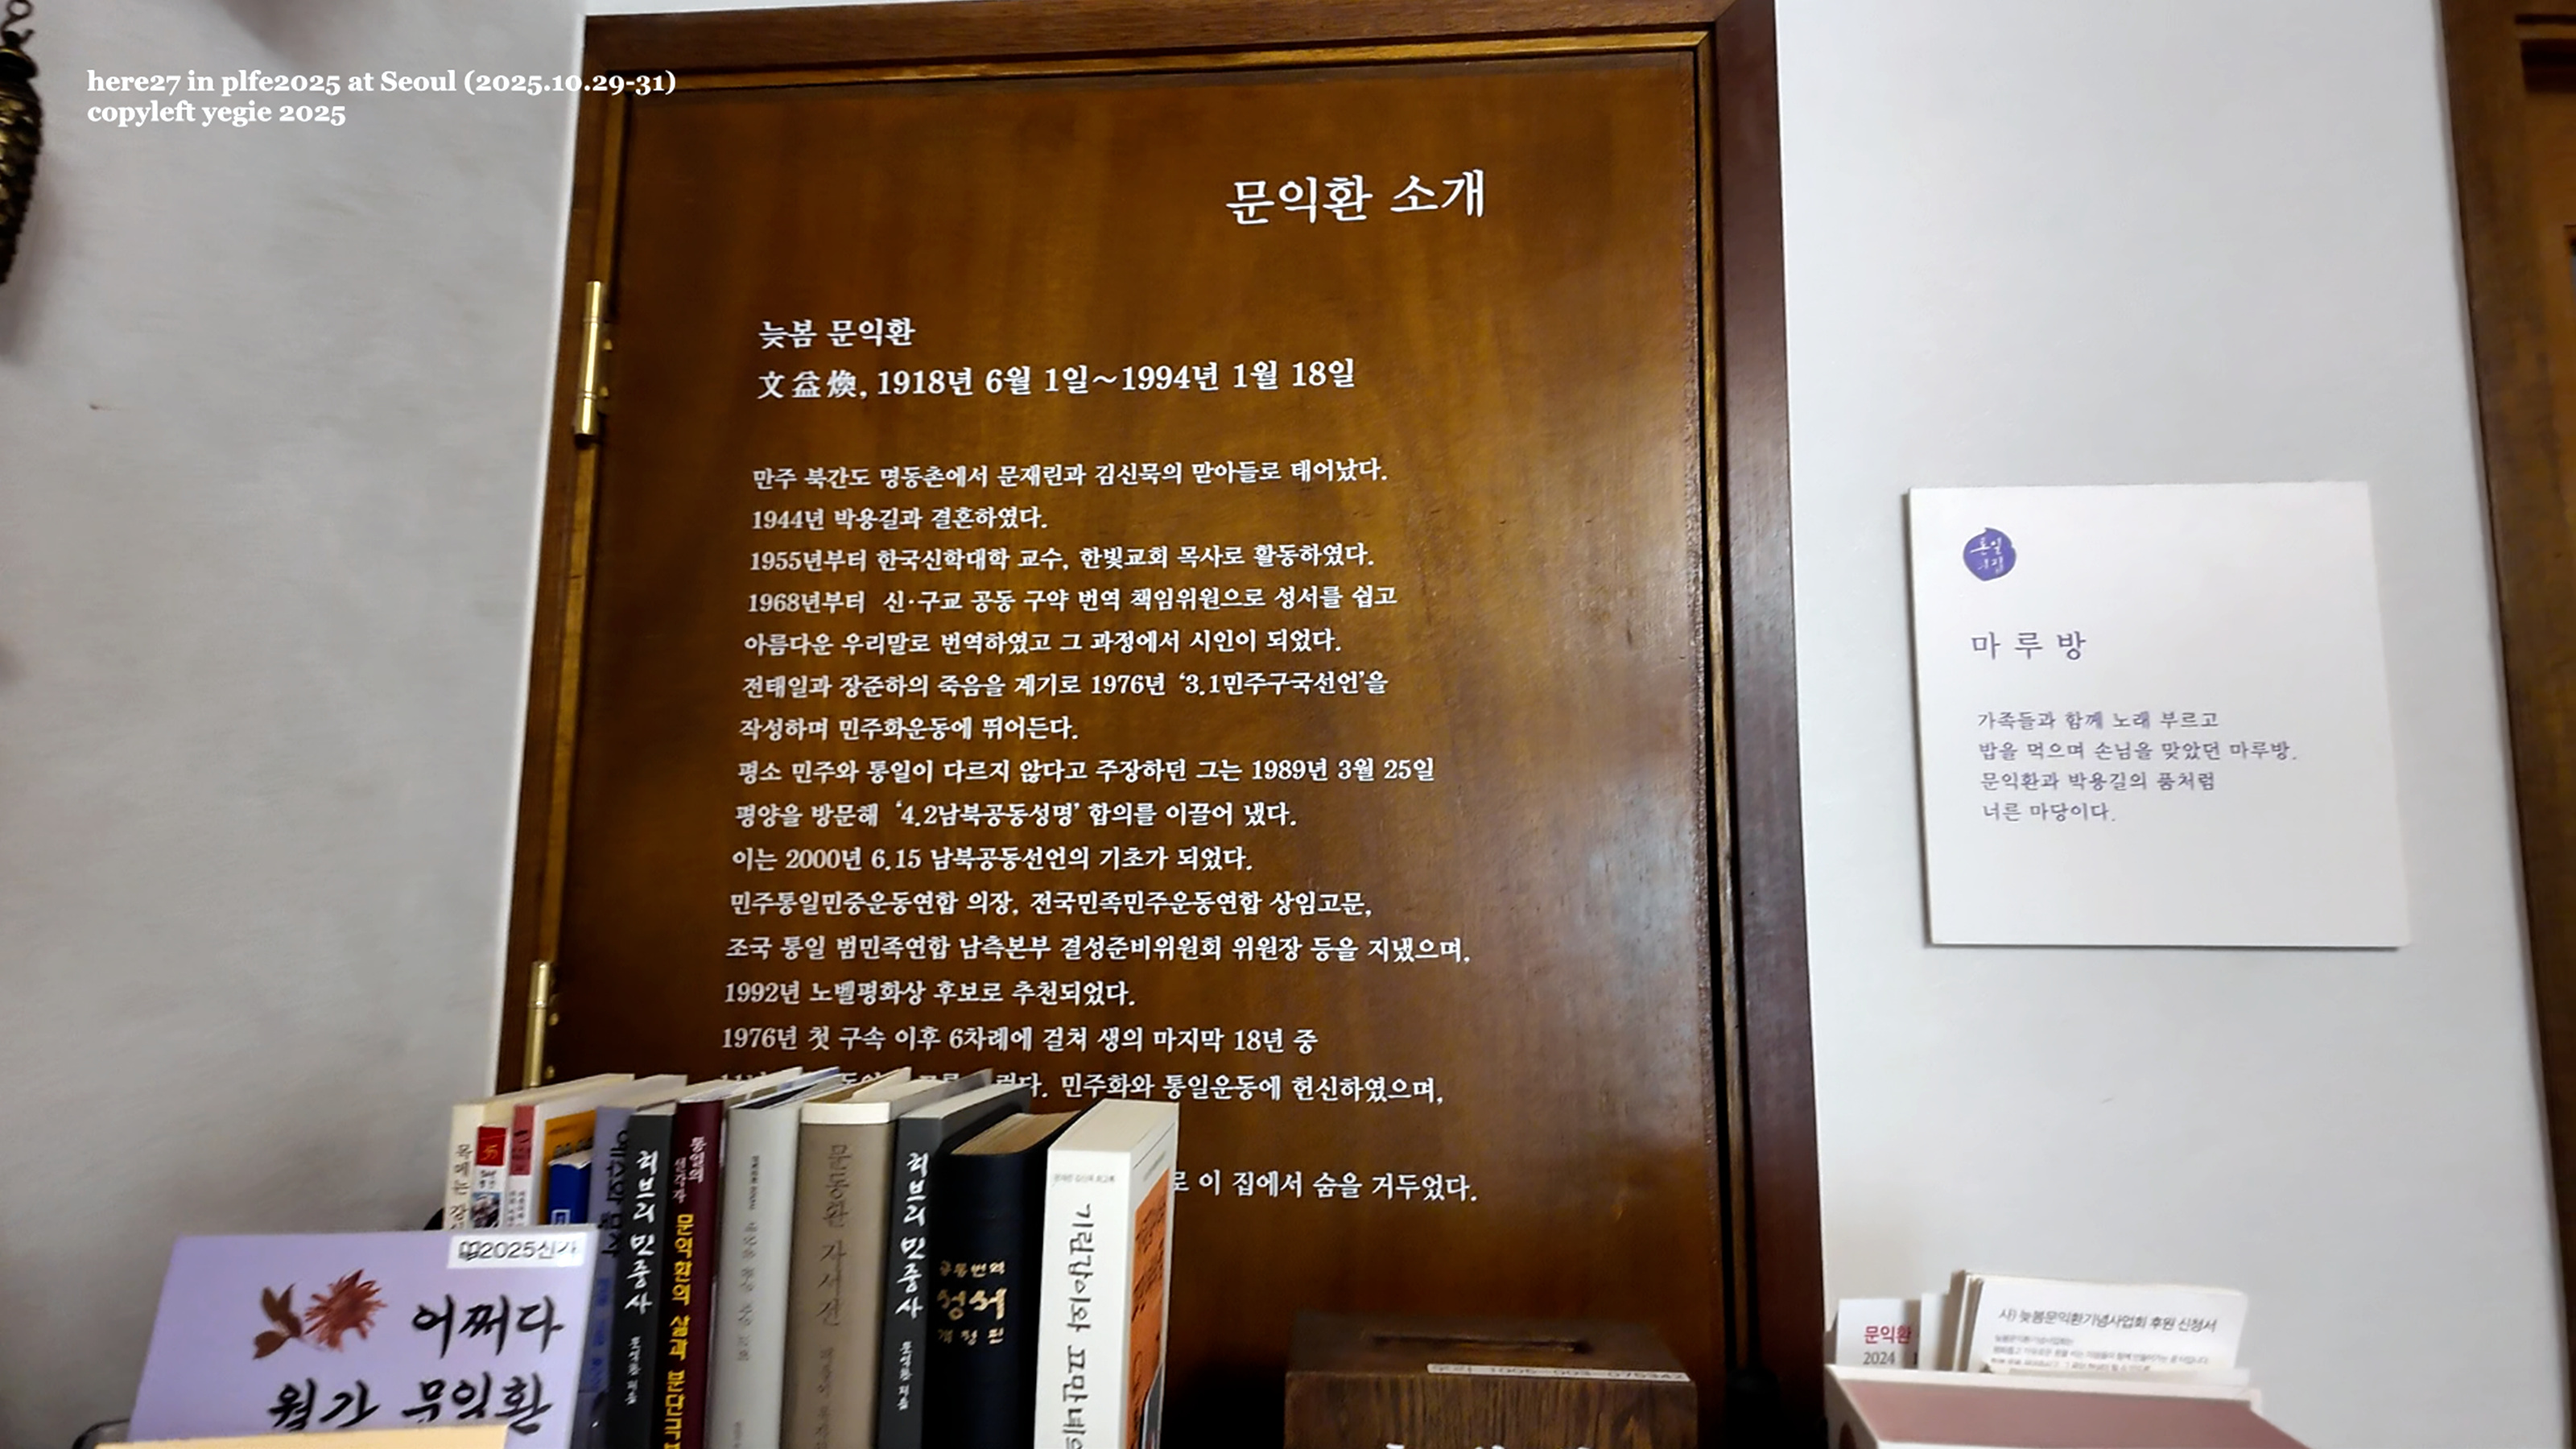 here27 in plfe2025 at Seoul (2025.10.29-31)
copyleft yegie 2025
문익환 소개
늦봄 문익환
文益煥, 1918년 6월 1일~1994년 1월 18일
만주 북간도 명동촌에서 문재린과 김신묵의 맏아들로 태어났다.
1944년 박용길과 결혼하였다.
1955년부터 한국신학대학 교수, 한빛교회 목사로 활동하였다.
1968년부터 신·구교 공동 구약 번역 책임위원으로 성서를 쉽고
아름다운 우리말로 번역하였고 그 과정에서 시인이 되었다.
전태일과 장준하의 죽음을 계기로 1976년 ‘3.1민주구국선언’을
작성하며 민주화운동에 뛰어든다.
평소 민주와 통일이 다르지 않다고 주장하던 그는 1989년 3월 25일
평양을 방문해 ‘4.2남북공동성명’ 합의를 이끌어 냈다.
이는 2000년 6.15 남북공동선언의 기초가 되었다.
민주통일민중운동연합 의장, 전국민족민주운동연합 상임고문,
조국 통일 범민족연합 남측본부 결성준비위원회 위원장 등을 지냈으며,
1992년 노벨평화상 후보로 추천되었다.
1976년 첫 구속 이후 6차례에 걸쳐 생의 마지막 18년 중
민주화와 통일운동에 헌신하였으며,
로 이 집에서 숨을 거두었다.
통일의 집
마루방
가족들과 함께 노래 부르고
밥을 먹으며 손님을 맞았던 마루방.
문익환과 박용길의 품처럼
너른 마당이다.
히브리 민중사
통일의 선각자 문익환의 삶과
문동환 자서전
히브리 민중사
공동번역
성서
개정판
기린갑이와 고만녜의
2025신가
어쩌다
월간 문익환
문익환
2024
사) 늦봄문익환기념사업회 후원 신청서